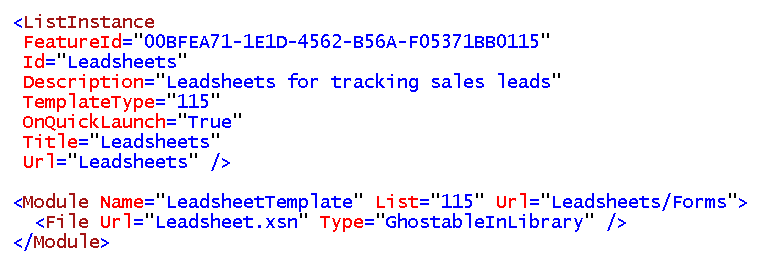 <ListInstance
FeatureId="00BFEA71-1E1D-4562-B56A-F05371BB0115"
Id="Leadsheets"
Description="Leadsheets for tracking sales leads"
TemplateType="115"
OnQuickLaunch="True"
Title="Leadsheets"
Url="Leadsheets" />
<Module Name="LeadsheetTemplate" List="115" Url="Leadsheets/Forms">
<File Url="Leadsheet.xsn" Type="GhostableInLibrary" />
</Module>